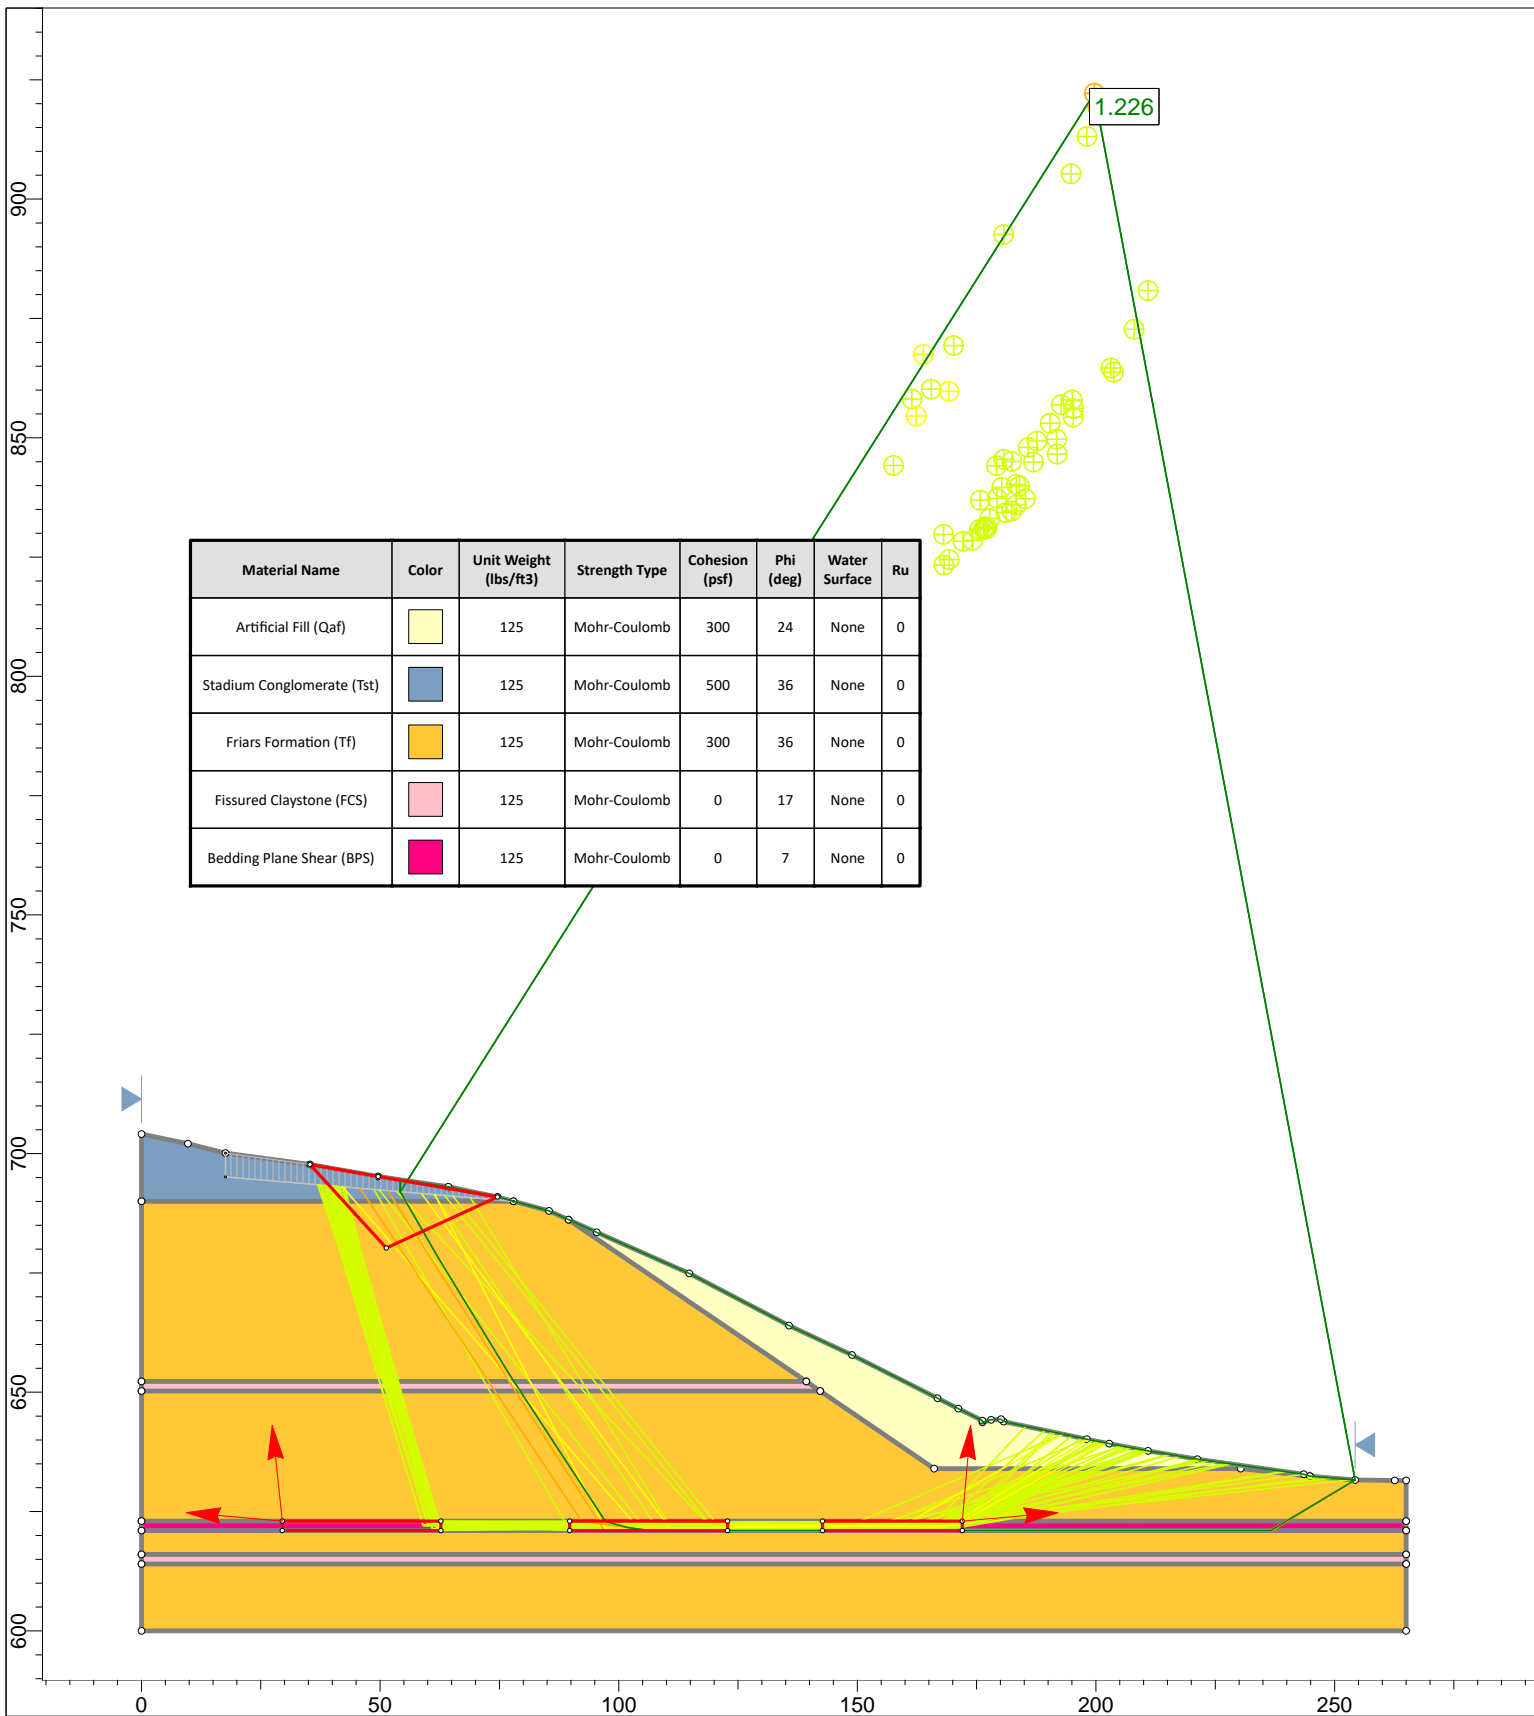 900
850
800
750
700
650
600
1.226
Material Name Color Unit Weight (lbs/ft3) Strength Type Cohesion (psf) Phi (deg) Water Surface Ru
Artificial Fill (Qaf) 125 Mohr-Coulomb 300 24 None 0
Stadium Conglomerate (Tst) 125 Mohr-Coulomb 500 36 None 0
Friars Formation (Tf) 125 Mohr-Coulomb 300 36 None 0
Fissured Claystone (FCS) 125 Mohr-Coulomb 0 17 None 0
Bedding Plane Shear (BPS) 125 Mohr-Coulomb 0 7 None 0
0 50 100 150 200 250